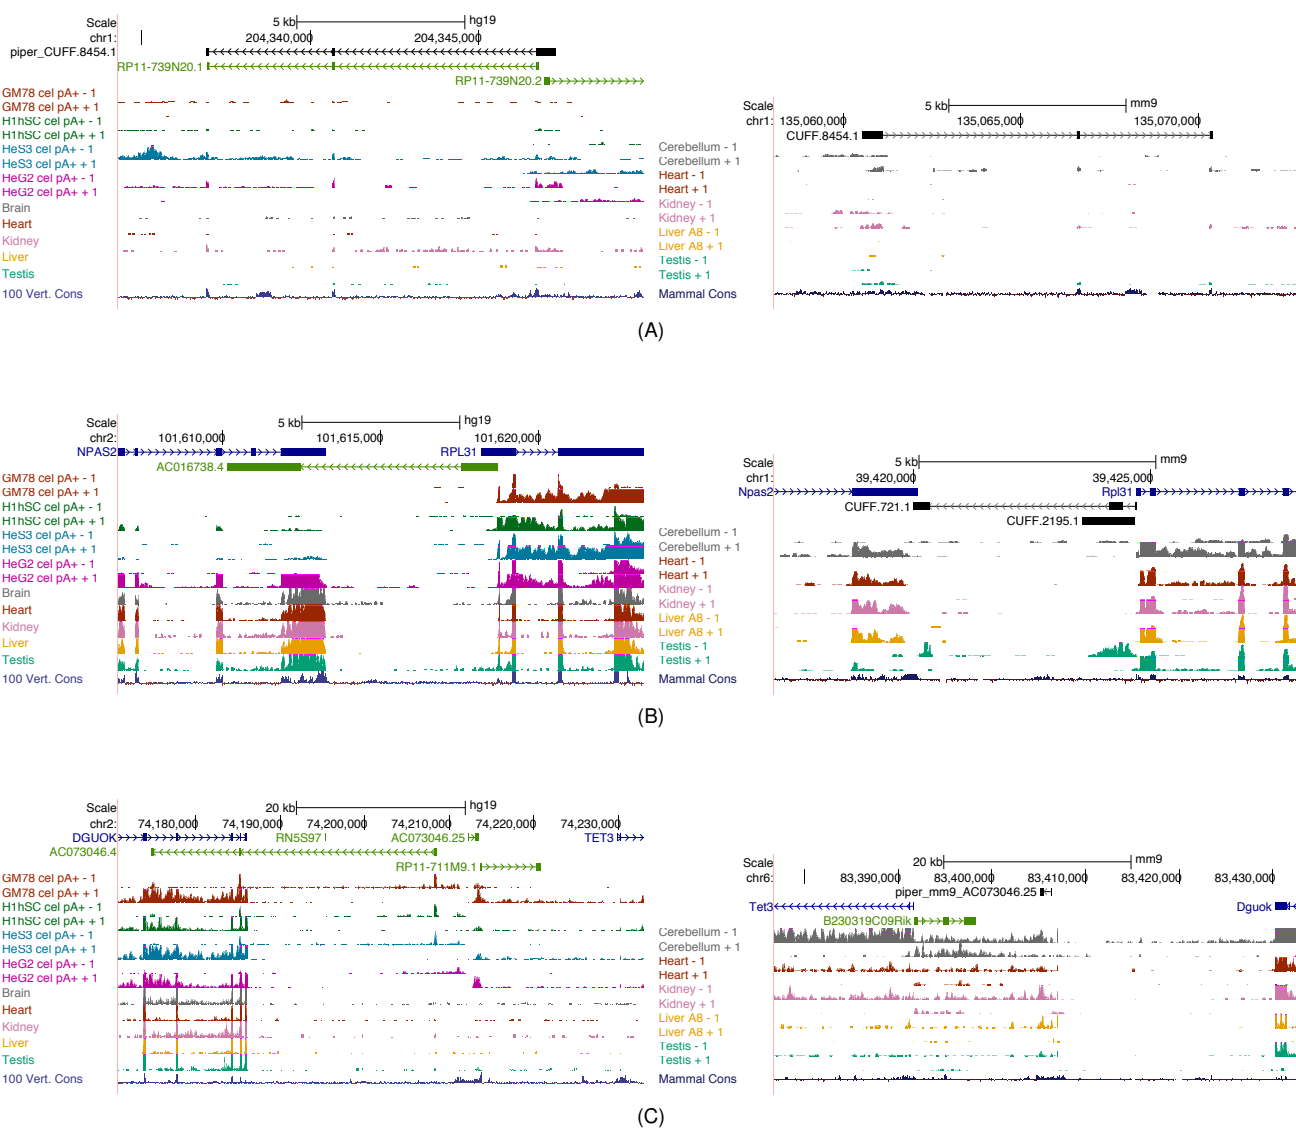 Scale 5 kb hg19
chr1: 204,340,000 204,345,000
piper_CUFF.8454.1
RP11-739N20.1
RP11-739N20.2
GM78 cel pA+ - 1
GM78 cel pA+ + 1
H1hSC cel pA+ - 1
H1hSC cel pA+ + 1
HeS3 cel pA+ - 1
HeS3 cel pA+ + 1
HeG2 cel pA+ - 1
HeG2 cel pA+ + 1
Brain
Heart
Kidney
Liver
Testis
100 Vert. Cons
Scale 5 kb mm9
chr1: 135,060,000 135,065,000 135,070,000
CUFF.8454.1
Cerebellum - 1
Cerebellum + 1
Heart - 1
Heart + 1
Kidney - 1
Kidney + 1
Liver A8 - 1
Liver A8 + 1
Testis - 1
Testis + 1
Mammal Cons
(A)
Scale 5 kb hg19
chr2: 101,610,000 101,615,000 101,620,000
NPAS2 RPL31
AC016738.4
GM78 cel pA+ - 1
GM78 cel pA+ + 1
H1hSC cel pA+ - 1
H1hSC cel pA+ + 1
HeS3 cel pA+ - 1
HeS3 cel pA+ + 1
HeG2 cel pA+ - 1
HeG2 cel pA+ + 1
Brain
Heart
Kidney
Liver
Testis
100 Vert. Cons
Scale 5 kb mm9
chr1: 39,420,000 39,425,000
Npas2 Rpl31
CUFF.721.1
CUFF.2195.1
Cerebellum - 1
Cerebellum + 1
Heart - 1
Heart + 1
Kidney - 1
Kidney + 1
Liver A8 - 1
Liver A8 + 1
Testis - 1
Testis + 1
Mammal Cons
(B)
Scale 20 kb hg19
chr2: 74,180,000 74,190,000 74,200,000 74,210,000 74,220,000 74,230,000
DGUOK RN5S97 AC073046.25 TET3
AC073046.4
RP11-711M9.1
GM78 cel pA+ - 1
GM78 cel pA+ + 1
H1hSC cel pA+ - 1
H1hSC cel pA+ + 1
HeS3 cel pA+ - 1
HeS3 cel pA+ + 1
HeG2 cel pA+ - 1
HeG2 cel pA+ + 1
Brain
Heart
Kidney
Liver
Testis
100 Vert. Cons
Scale 20 kb mm9
chr6: 83,390,000 83,400,000 83,410,000 83,420,000 83,430,000
piper_mm9_AC073046.25
Tet3 Dguok
B230319C09Rik
Cerebellum - 1
Cerebellum + 1
Heart - 1
Heart + 1
Kidney - 1
Kidney + 1
Liver A8 - 1
Liver A8 + 1
Testis - 1
Testis + 1
Mammal Cons
(C)